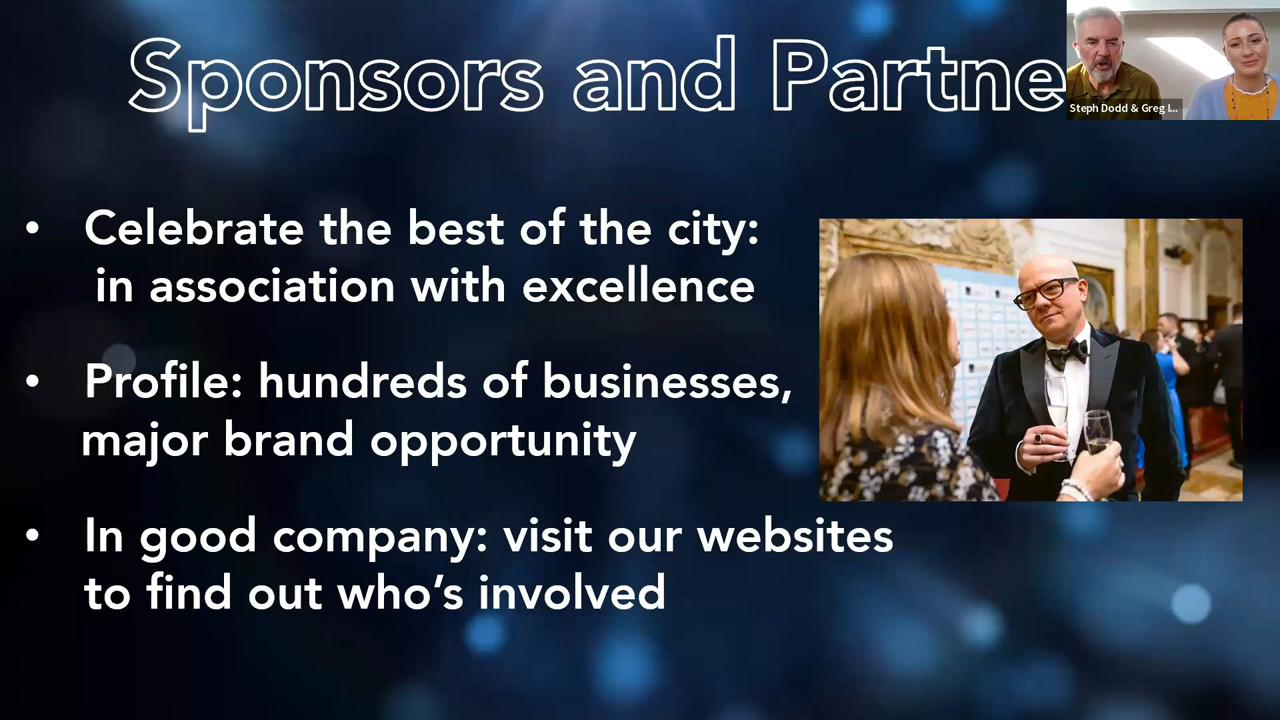 Sponsors and Partne
Steph Dodd & Greg I...
• Celebrate the best of the city:
in association with excellence
• Profile: hundreds of businesses,
major brand opportunity
• In good company: visit our websites
to find out who's involved